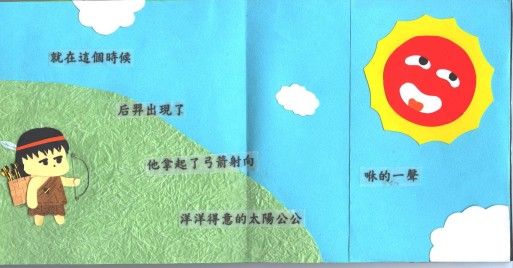 就在這個時候
后羿出現了
他拿起了弓箭射向
洋洋得意的太陽公公
咻的一聲